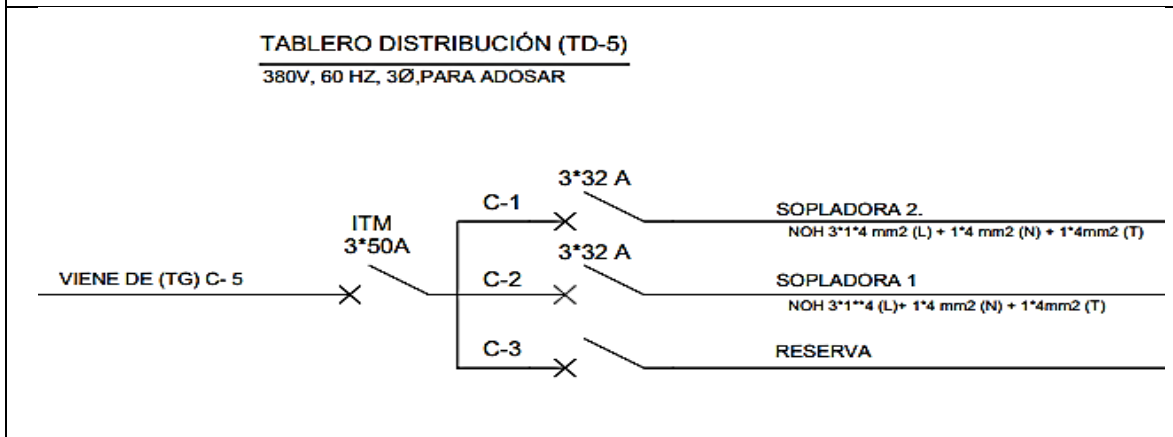 TABLERO DISTRIBUCIÓN (TD-5)
380V, 60 HZ, 3Ø,PARA ADOSAR
VIENE DE (TG) C- 5
ITM
3*50A
C-1
3*32 A
SOPLADORA 2.
NOH 3*1*4 mm2 (L) + 1*4 mm2 (N) + 1*4mm2 (T)
C-2
3*32 A
SOPLADORA 1
NOH 3*1**4 (L)+ 1*4 mm2 (N) + 1*4mm2 (T)
C-3
RESERVA